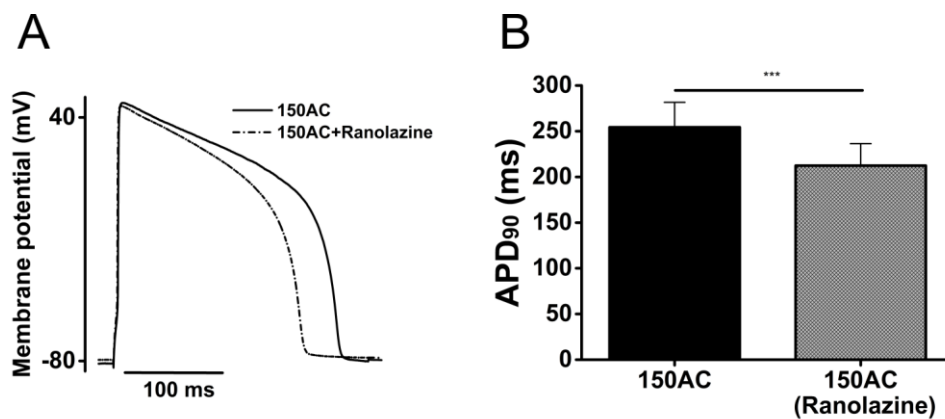 A
Membrane potential (mV)
40
-80
150AC
150AC+Ranolazine
100 ms
B
***
APD90 (ms)
300
250
200
150
100
50
0
150AC
150AC
(Ranolazine)